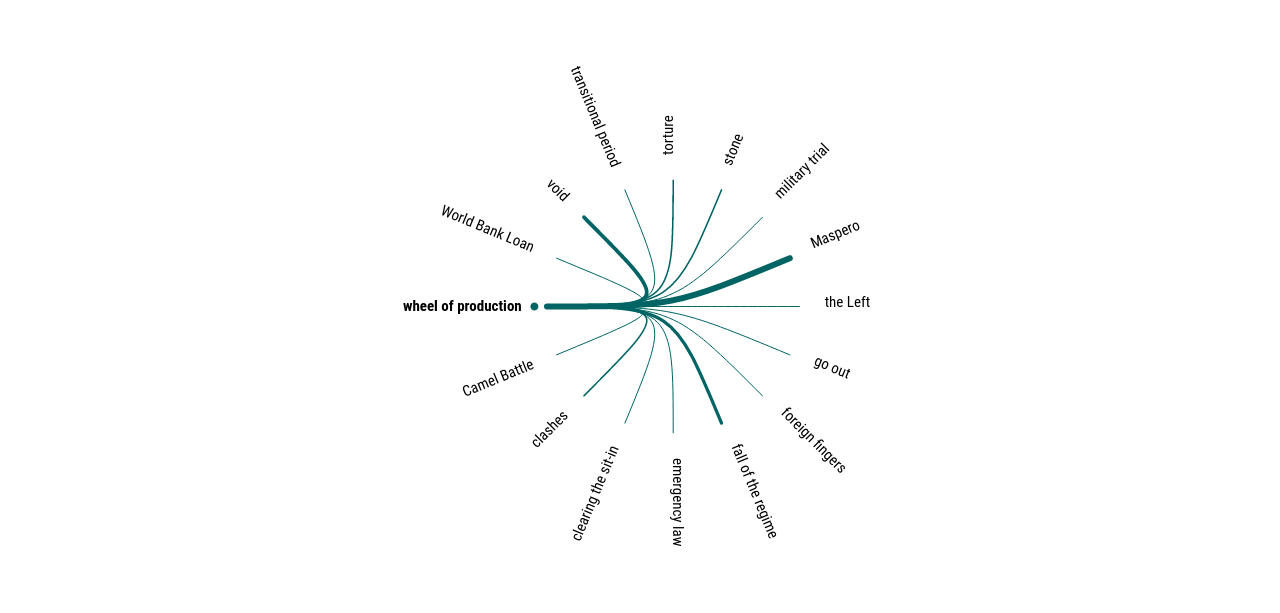 transitional period
torture
stone
military trial
void
World Bank Loan
Maspero
wheel of production
the Left
Camel Battle
go out
clashes
foreign fingers
clearing the sit-in
emergency law
fall of the regime